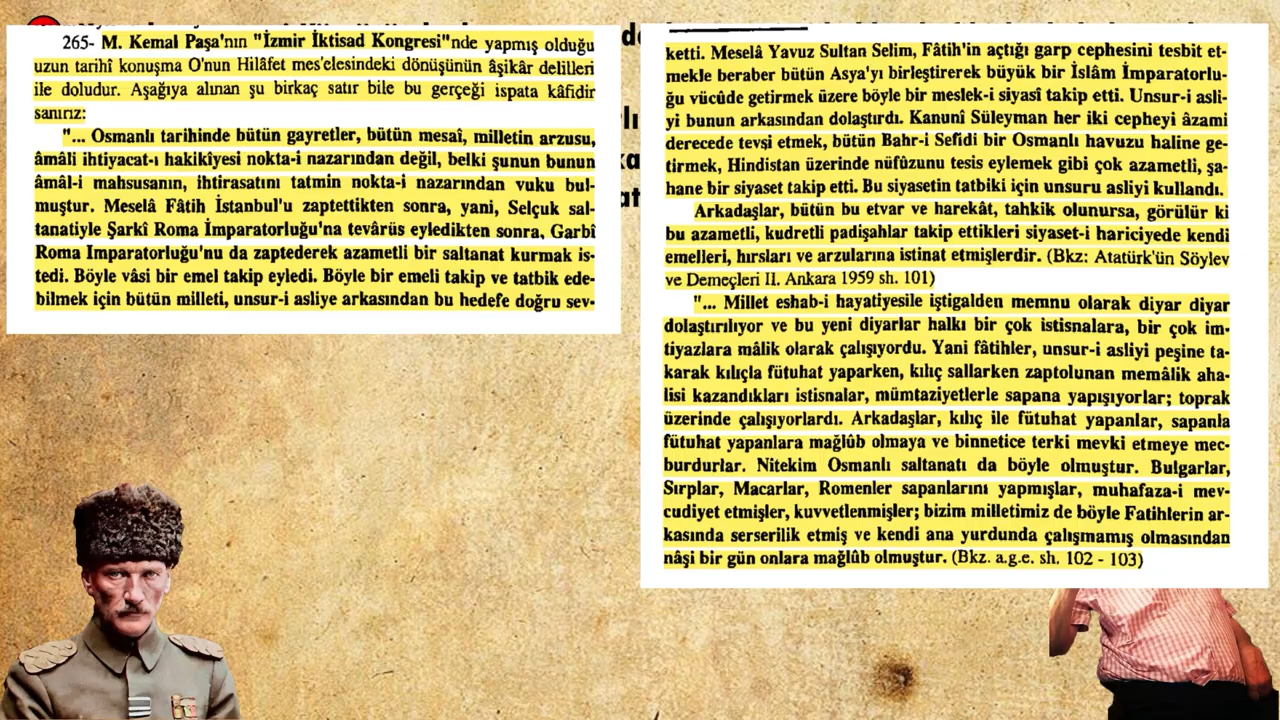 265- M. Kemal Paşa'nın "İzmir İktisad Kongresi"nde yapmış olduğu
uzun tarihî konuşma O'nun Hilâfet mes'elesindeki dönüşünün âşikâr delilleri
ile doludur. Aşağıya alınan şu birkaç satır bile bu gerçeği ispata kâfidir
sanırız:
"... Osmanlı tarihinde bütün gayretler, bütün mesaî, milletin arzusu,
âmâli ihtiyacat-ı hakikîyesi nokta-i nazarından değil, belki şunun bunun
âmâl-i mahsusanın, ihtirasatını tatmin nokta-i nazarından vuku bul-
muştur. Meselâ Fâtih İstanbul'u zaptettikten sonra, yani, Selçuk sal-
tanatiyle Şarkî Roma İmparatorluğu'na tevârüs eyledikten sonra, Garbî
Roma Imparatorluğu'nu da zaptederek azametli bir saltanat kurmak is-
tedi. Böyle vâsi bir emel takip eyledi. Böyle bir emeli takip ve tatbik ede-
bilmek için bütün milleti, unsur-i asliye arkasından bu hedefe doğru sev-
ketti. Meselâ Yavuz Sultan Selim, Fâtih'in açtığı garp cephesini tesbit et-
mekle beraber bütün Asya'yı birleştirerek büyük bir İslâm İmparatorlu-
ğu vücûde getirmek üzere böyle bir meslek-i siyasî takip etti. Unsur-i asli-
yi bunun arkasından dolaştırdı. Kanunî Süleyman her iki cepheyi âzami
derecede tevşi etmek, bütün Bahr-i Sefîdi bir Osmanlı havuzu haline ge-
tirmek, Hindistan üzerinde nüfûzunu tesis eylemek gibi çok azametli, şa-
hane bir siyaset takip etti. Bu siyasetin tatbiki için unsuru asliyi kullandı.
Arkadaşlar, bütün bu etvar ve harekât, tahkik olunursa, görülür ki
bu azametli, kudretli padişahlar takip ettikleri siyaset-i hariciyede kendi
emelleri, hırsları ve arzularına istinat etmişlerdir. (Bkz: Atatürk'ün Söylev
ve Demeçleri II. Ankara 1959 sh. 101)
"... Millet eshab-i hayatiyesile iştigalden memnu olarak diyar diyar
dolaştırılıyor ve bu yeni diyarlar halkı bir çok istisnalara, bir çok im-
tiyazlara mâlik olarak çalışıyordu. Yani fâtihler, unsur-i asliyi peşine ta-
karak kılıçla fütuhat yaparken, kılıç sallarken zaptolunan memâlik aha-
lisi kazandıkları istisnalar, mümtaziyetlerle sapana yapışıyorlar; toprak
üzerinde çalışıyorlardı. Arkadaşlar, kılıç ile fütuhat yapanlar, sapanla
fütuhat yapanlara mağlûb olmaya ve binnetice terki mevki etmeye mec-
burdurlar. Nitekim Osmanlı saltanatı da böyle olmuştur. Bulgarlar,
Sırplar, Macarlar, Romenler sapanlarını yapmışlar, muhafaza-i mev-
cudiyet etmişler, kuvvetlenmişler; bizim milletimiz de böyle Fatihlerin ar-
kasında serserilik etmiş ve kendi ana yurdunda çalışmamış olmasından
nâşi bir gün onlara mağlûb olmuştur. (Bkz. a.g.e. sh. 102 - 103)